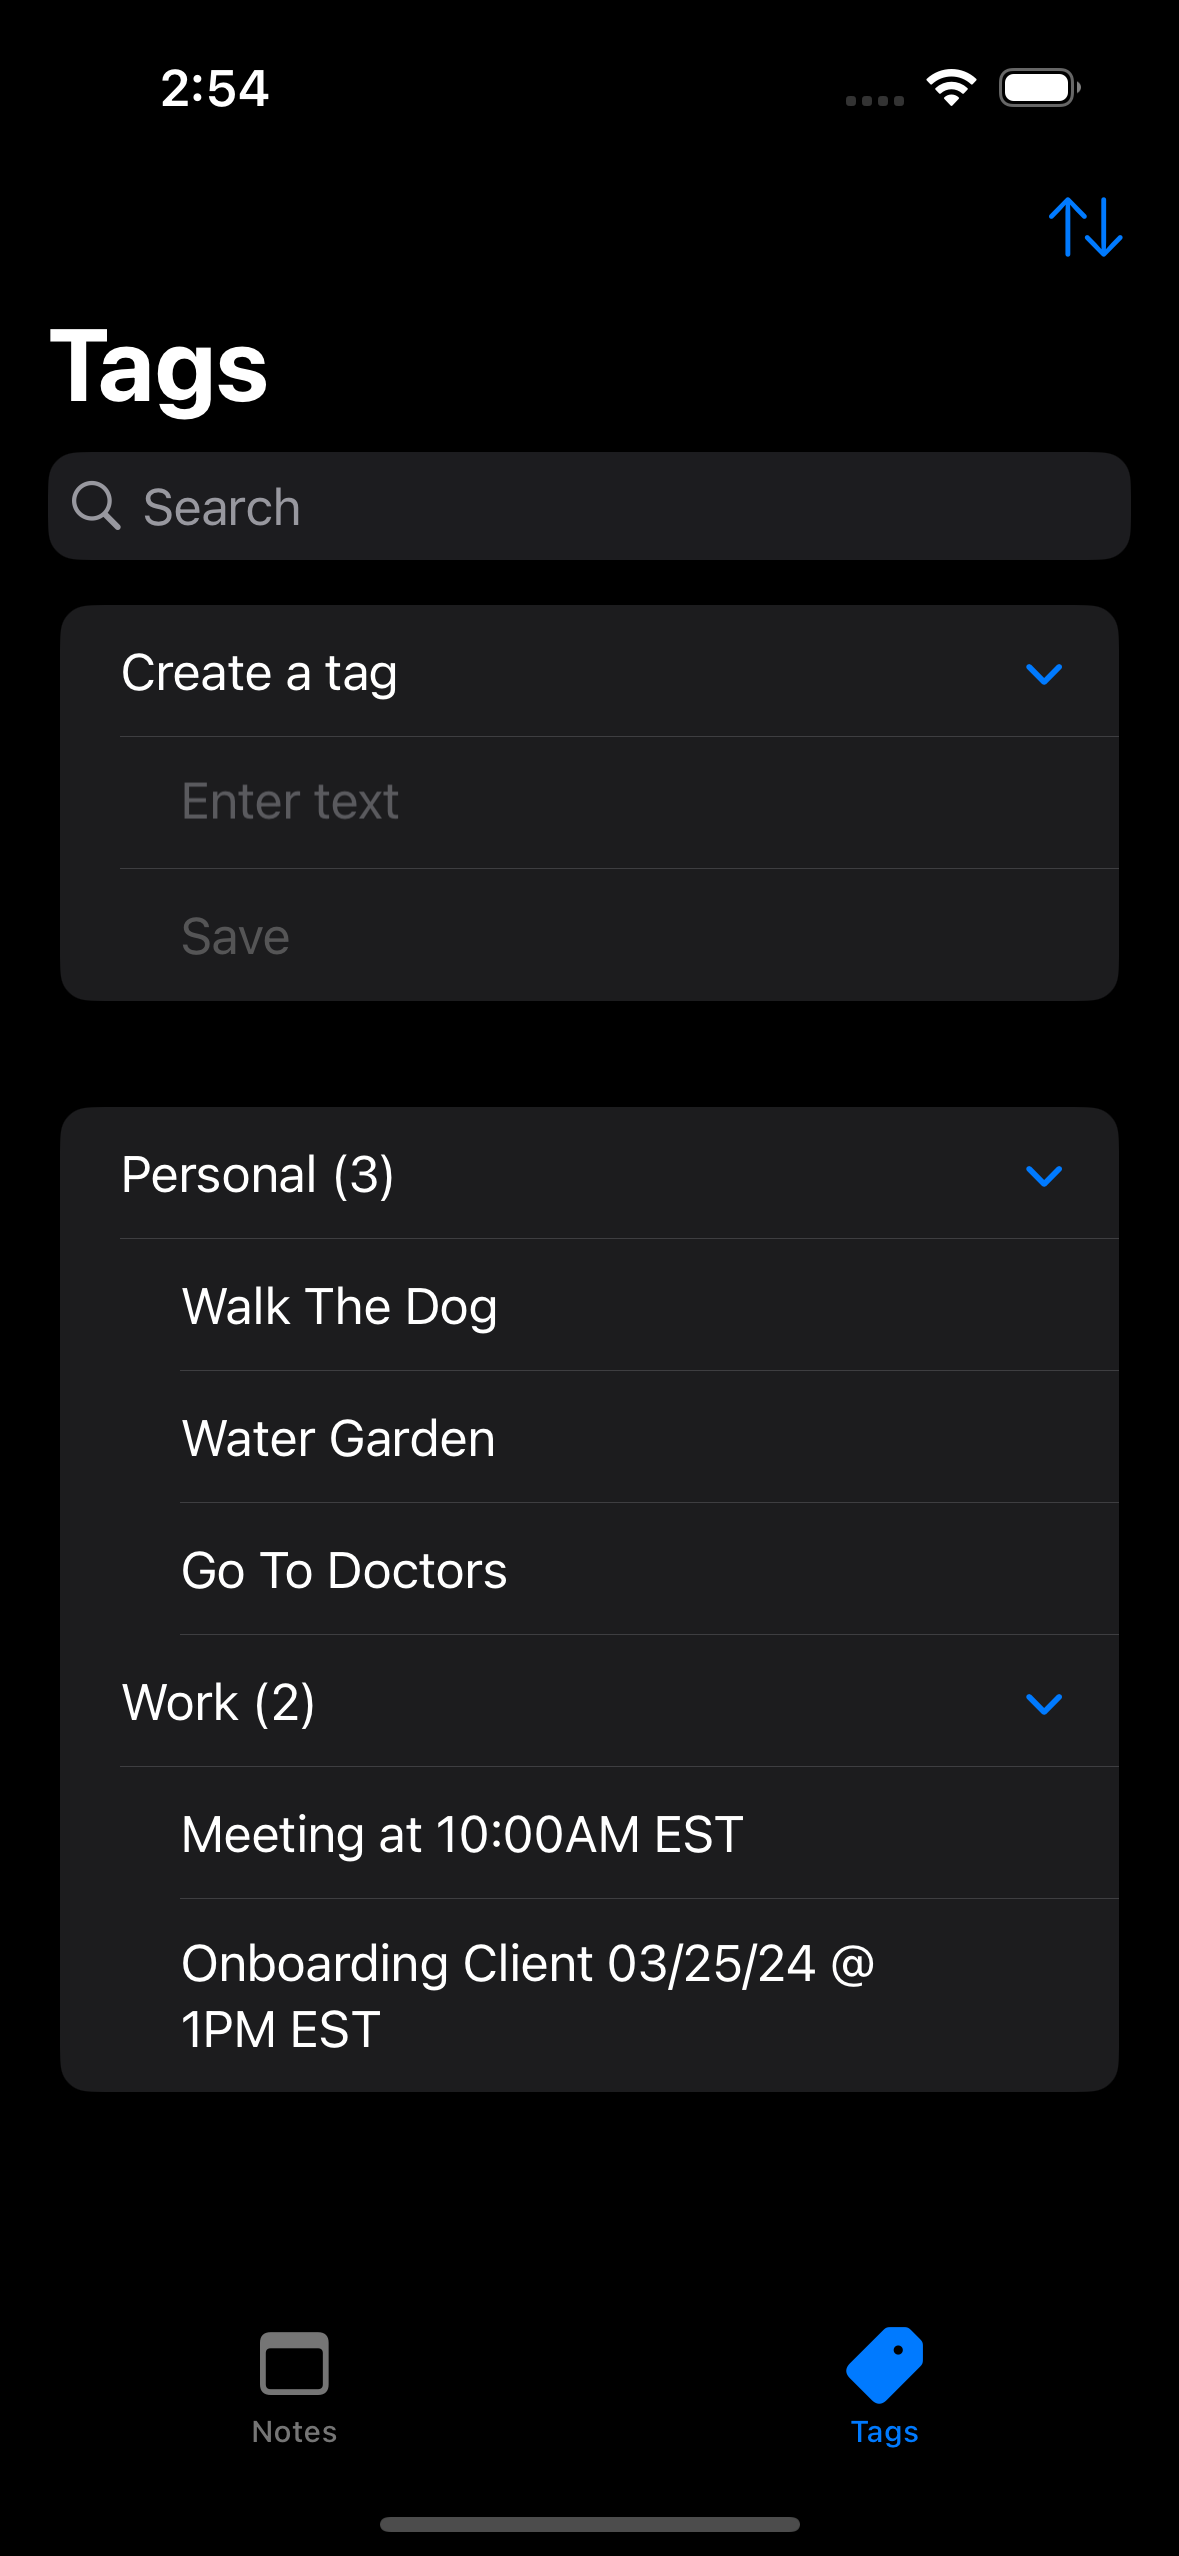 2:54
Tags
Search
Create a tag
Enter text
Save
Personal (3)
Walk The Dog
Water Garden
Go To Doctors
Work (2)
Meeting at 10:00AM EST
Onboarding Client 03/25/24 @
1PM EST
Notes
Tags